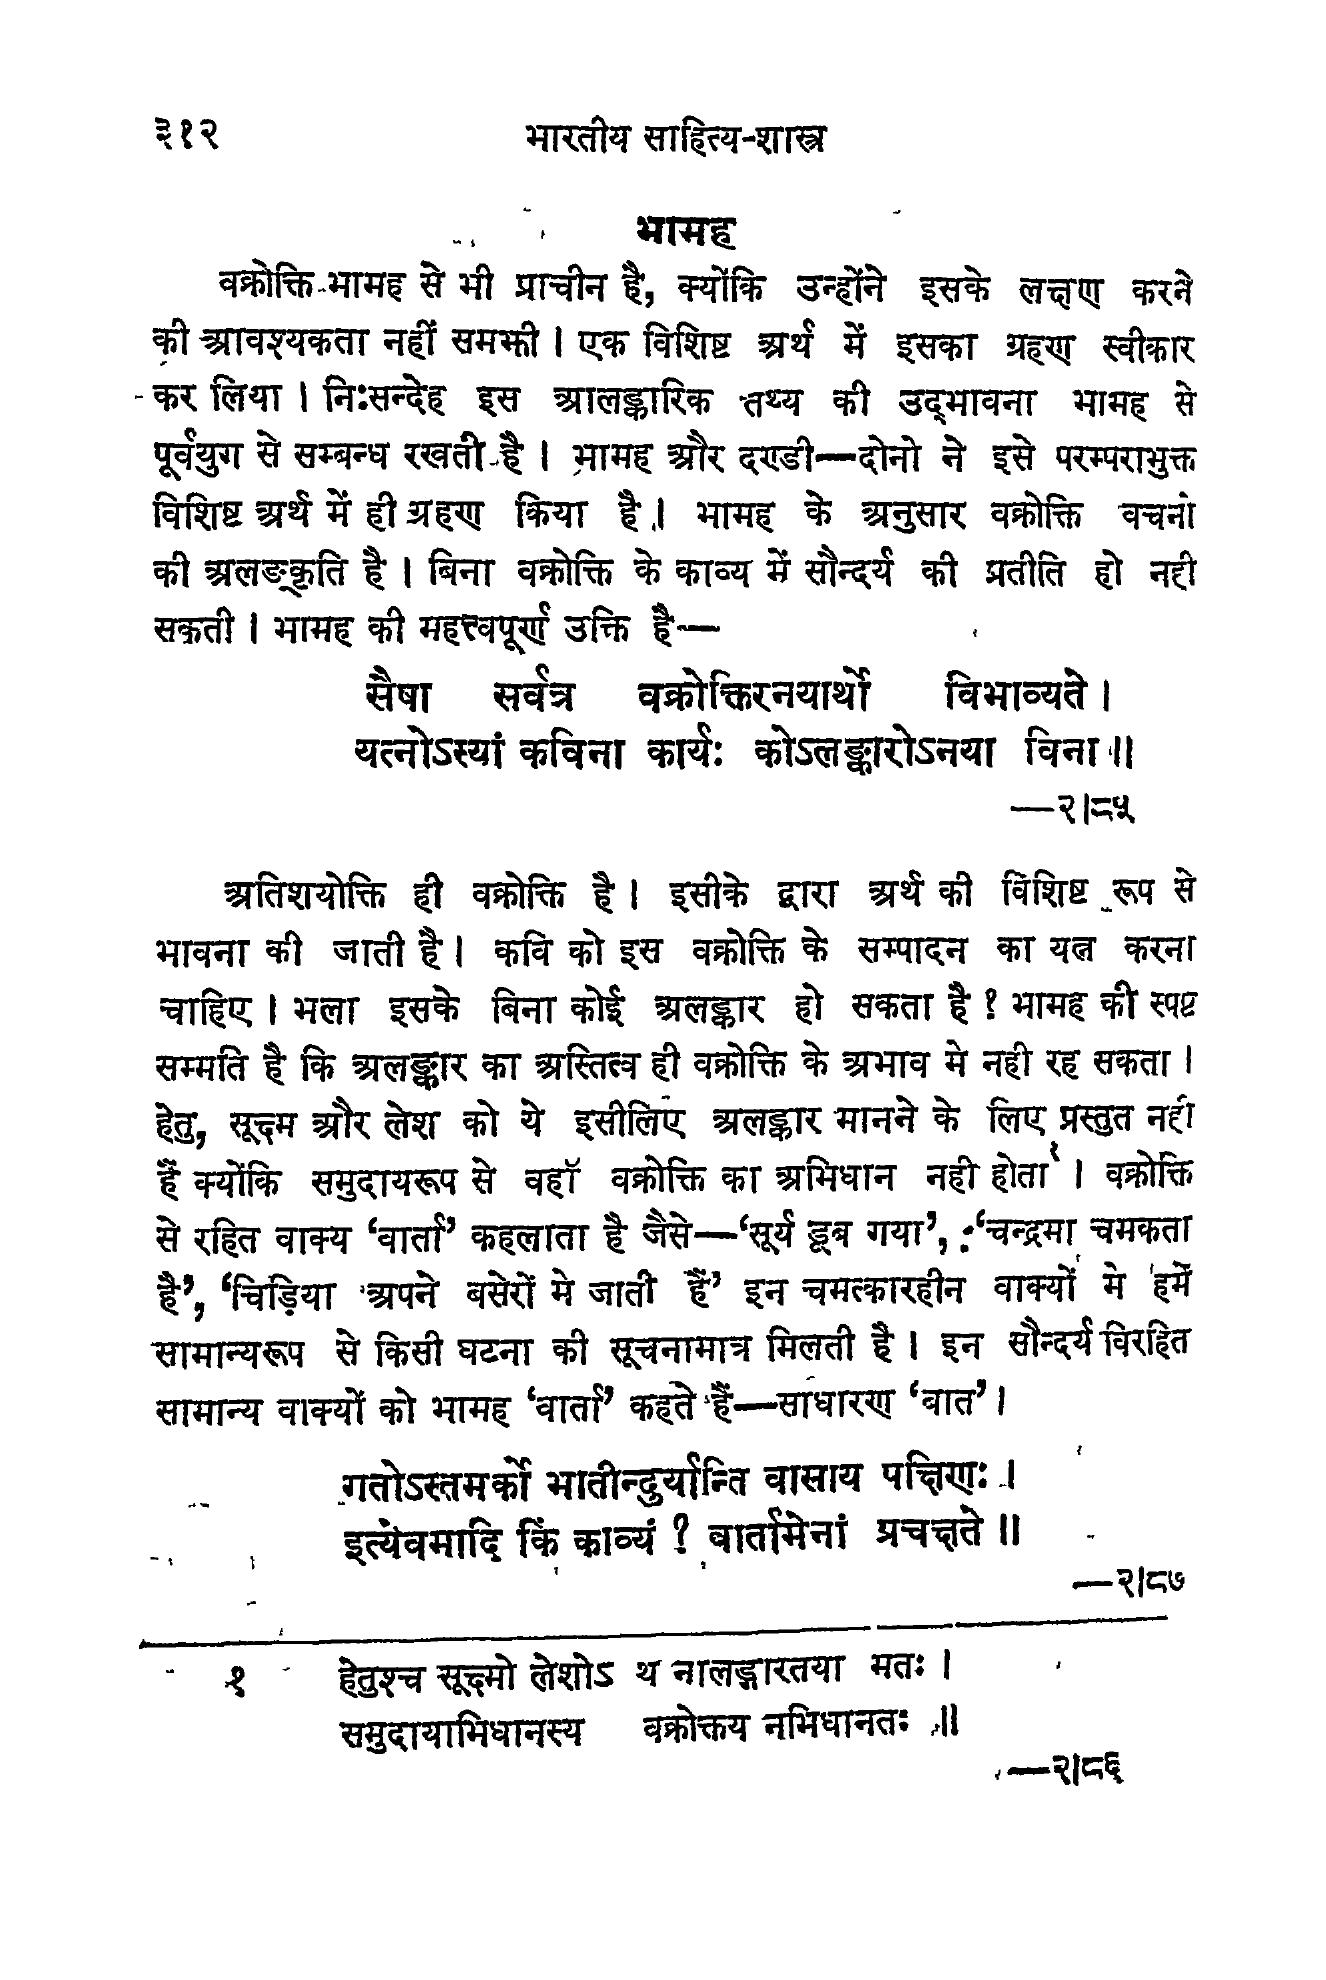 ३१२ भारतीय साहित्य-शास्त्र
भामह
वक्रोक्ति भामह से भी प्राचीन है, क्योंकि उन्होंने इसके लक्षण करने
की आवश्यकता नहीं समझी । एक विशिष्ट अर्थ में इसका ग्रहण स्वीकार
कर लिया । निःसन्देह इस आलङ्कारिक तथ्य की उद्‌भावना भामह से
पूर्वयुग से सम्बन्ध रखती है । भामह और दण्डी—दोनो ने इसे परम्पराभुक्त
विशिष्ट अर्थ में ही ग्रहण किया है । भामह के अनुसार वक्रोक्ति वचनो
की अलङ्‌कृति है । बिना वक्रोक्ति के काव्य में सौन्दर्य की प्रतीति हो नही
सकती । भामह की महत्त्वपूर्ण उक्ति है—
सैषा सर्वत्र वक्रोक्तिरनयार्थो विभाव्यते ।
यत्नोऽस्यां कविना कार्यः कोऽलङ्कारोऽनया विना ॥
—२।८५
अतिशयोक्ति ही वक्रोक्ति है । इसीके द्वारा अर्थ की विशिष्ट रूप से
भावना की जाती है । कवि को इस वक्रोक्ति के सम्पादन का यत्न करना
चाहिए । भला इसके बिना कोई अलङ्कार हो सकता है ? भामह की स्पष्ट
सम्मति है कि अलङ्कार का अस्तित्व ही वक्रोक्ति के अभाव मे नही रह सकता ।
हेतु, सूक्ष्म और लेश को ये इसीलिए अलङ्कार मानने के लिए प्रस्तुत नहीं
हैं क्योंकि समुदायरूप से वहॉ वक्रोक्ति का अभिधान नही होता१ । वक्रोक्ति
से रहित वाक्य ‘वार्ता’ कहलाता है जैसे—‘सूर्य डूब गया’, ‘चन्द्रमा चमकता
है’, ‘चिड़िया अपने बसेरों मे जाती हैं’ इन चमत्कारहीन वाक्यों मे हमें
सामान्यरूप से किसी घटना की सूचनामात्र मिलती है । इन सौन्दर्य विरहित
सामान्य वाक्यों को भामह ‘वार्ता’ कहते हैं—साधारण ‘वात’ ।
गतोऽस्तमर्को भातीन्दुर्यान्ति वासाय पक्षिणः ।
इत्येवमादि किं काव्यं ? वार्तामेनां प्रचक्षते ॥
—२।८७
१ हेतुश्च सूक्ष्मो लेशोऽ थ नालङ्कारतया मतः ।
समुदायाभिधानस्य वक्रोक्तय नभिधानतः ॥
—२।८६